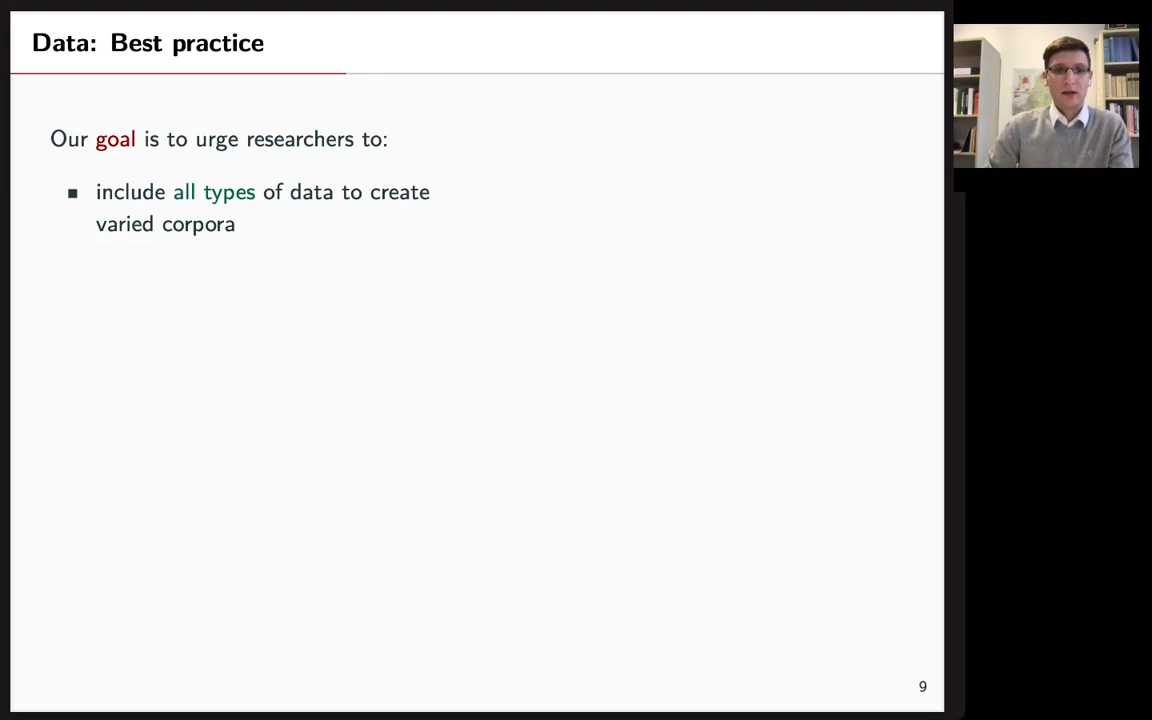 Data: Best practice
Our goal is to urge researchers to:
▪ include all types of data to create
varied corpora
9